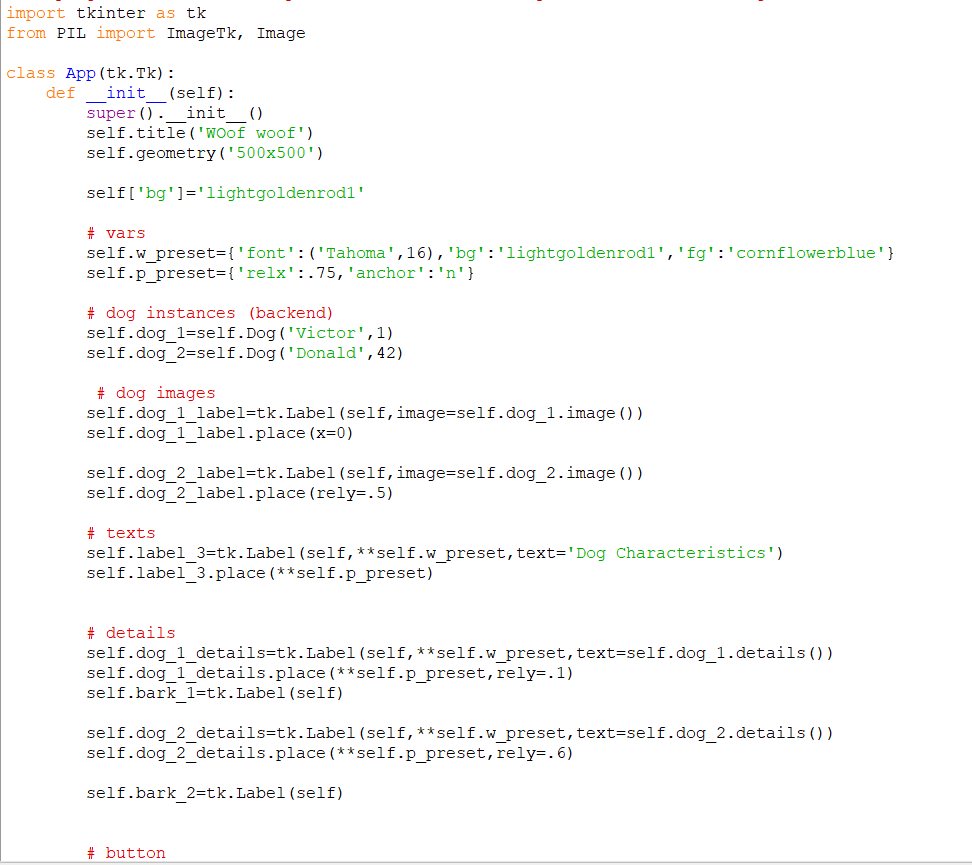 import tkinter as tk
from PIL import ImageTk, Image
class App(tk.Tk):
    def __init__(self):
        super().__init__()
        self.title('WOof woof')
        self.geometry('500x500')
        self['bg']='lightgoldenrod1'
        # vars
        self.w_preset={'font':('Tahoma',16),'bg':'lightgoldenrod1','fg':'cornflowerblue'}
        self.p_preset={'relx':.75,'anchor':'n'}
        # dog instances (backend)
        self.dog_1=self.Dog('Victor',1)
        self.dog_2=self.Dog('Donald',42)
         # dog images
        self.dog_1_label=tk.Label(self,image=self.dog_1.image())
        self.dog_1_label.place(x=0)
        self.dog_2_label=tk.Label(self,image=self.dog_2.image())
        self.dog_2_label.place(rely=.5)
        # texts
        self.label_3=tk.Label(self,**self.w_preset,text='Dog Characteristics')
        self.label_3.place(**self.p_preset)
        # details
        self.dog_1_details=tk.Label(self,**self.w_preset,text=self.dog_1.details())
        self.dog_1_details.place(**self.p_preset,rely=.1)
        self.bark_1=tk.Label(self)
        self.dog_2_details=tk.Label(self,**self.w_preset,text=self.dog_2.details())
        self.dog_2_details.place(**self.p_preset,rely=.6)
        self.bark_2=tk.Label(self)
        # button